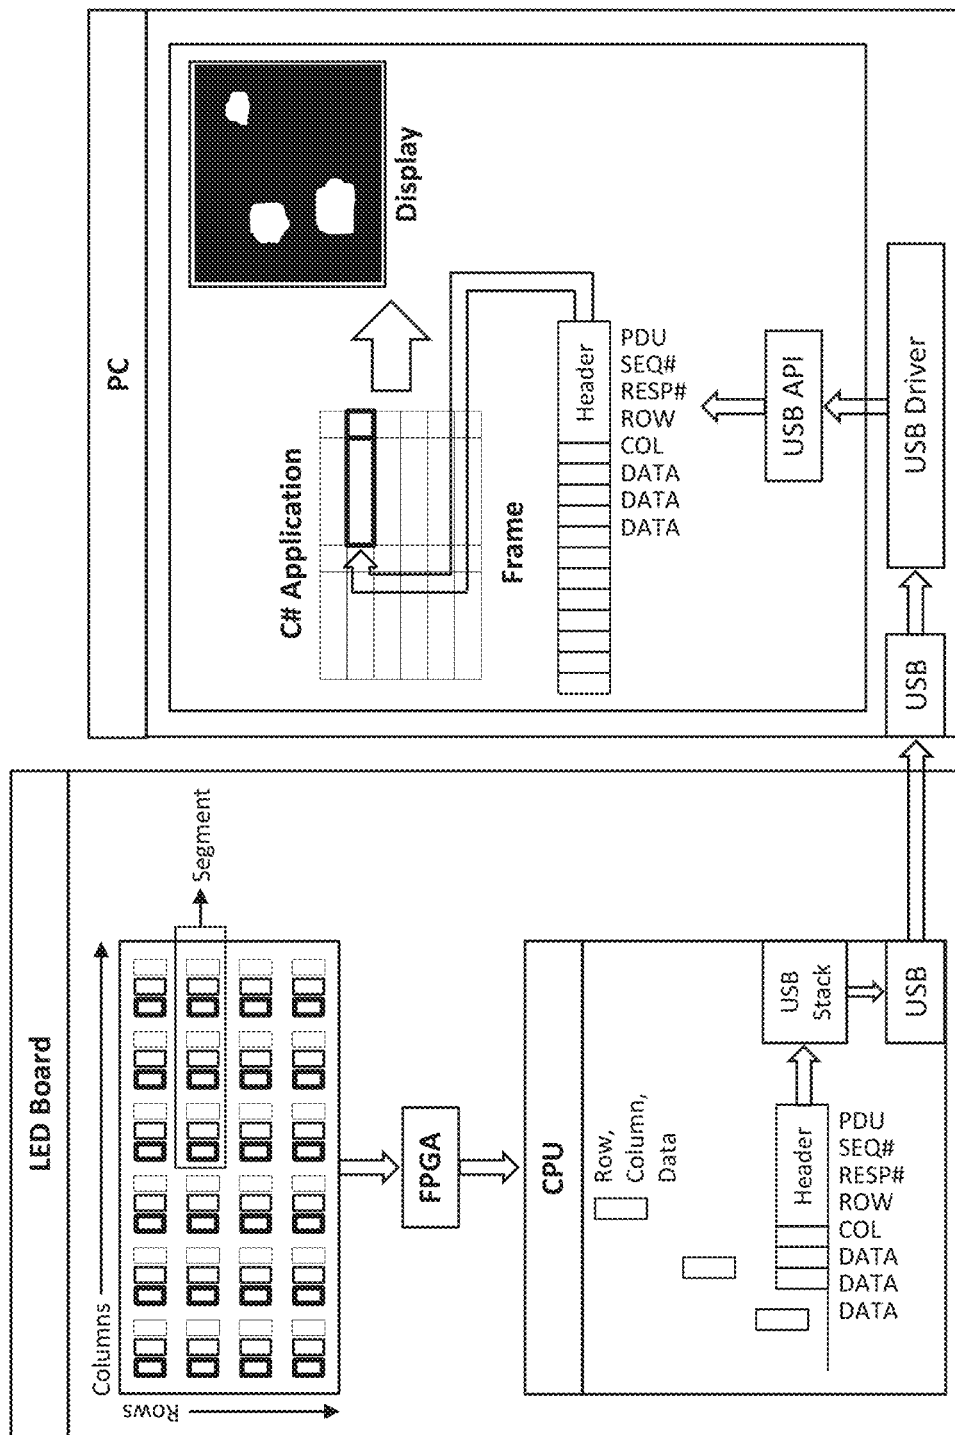 LED Board
Columns
Rows
Segment
FPGA
CPU
Row,
Column,
Data
Header
PDU
SEQ#
RESP#
ROW
COL
DATA
DATA
DATA
USB
Stack
USB
PC
C# Application
Display
Frame
Header
PDU
SEQ#
RESP#
ROW
COL
DATA
DATA
DATA
USB API
USB Driver
USB